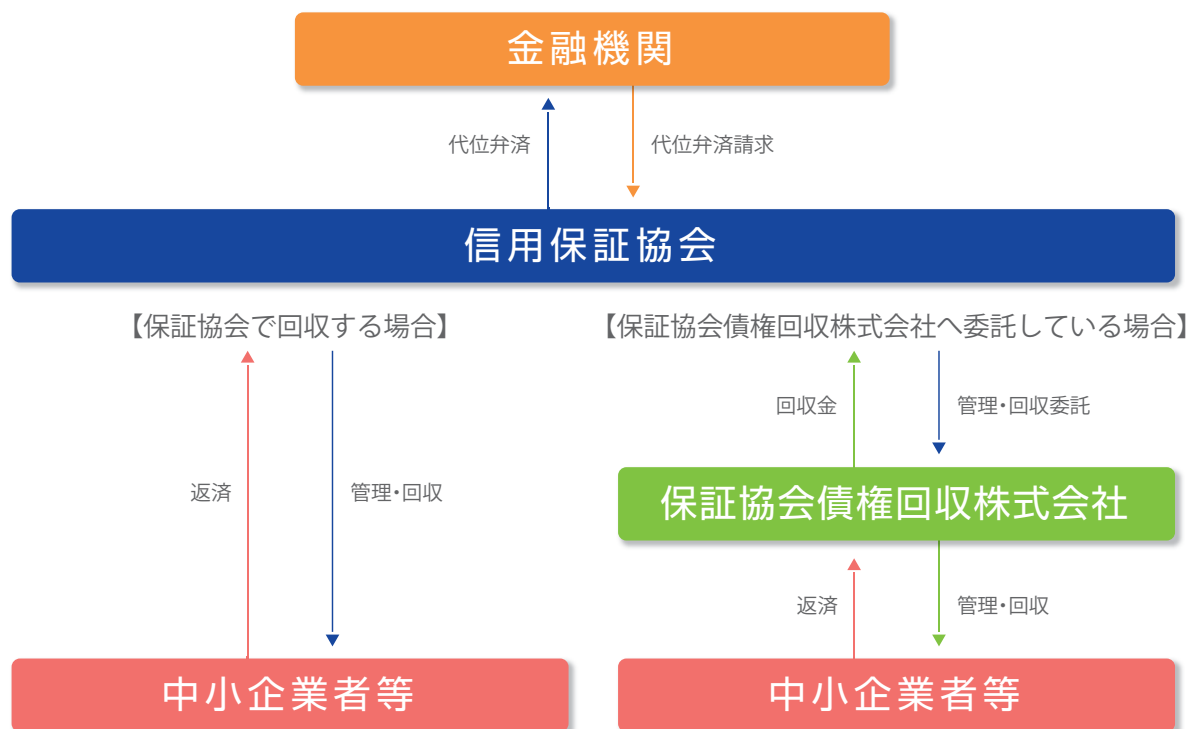 金融機関
代位弁済
代位弁済請求
信用保証協会
【保証協会で回収する場合】
【保証協会債権回収株式会社へ委託している場合】
回収金
管理・回収委託
返済
管理・回収
保証協会債権回収株式会社
返済
管理・回収
中小企業者等
中小企業者等